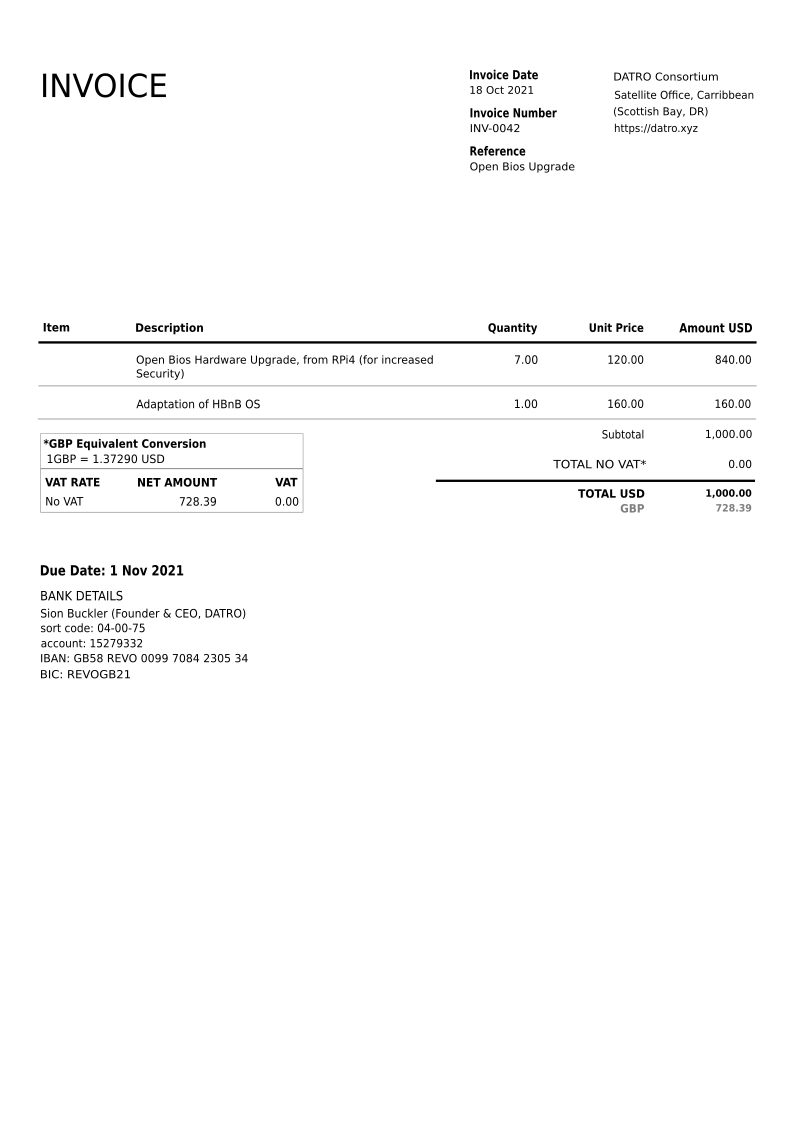 INVOICE
Invoice Date
18 Oct 2021
Invoice Number
INV-0042
Reference
Open Bios Upgrade
DATRO Consortium
Satellite Office, Carribbean
(Scottish Bay, DR)
https://datro.xyz
Item Description Quantity Unit Price Amount USD
Open Bios Hardware Upgrade, from RPi4 (for increased 7.00 120.00 840.00
Security)
Adaptation of HBnB OS 1.00 160.00 160.00
Subtotal 1,000.00
TOTAL NO VAT* 0.00
TOTAL USD 1,000.00
GBP 728.39
*GBP Equivalent Conversion
1GBP = 1.37290 USD
VAT RATE NET AMOUNT VAT
No VAT 728.39 0.00
Due Date: 1 Nov 2021
BANK DETAILS
Sion Buckler (Founder & CEO, DATRO)
sort code: 04-00-75
account: 15279332
IBAN: GB58 REVO 0099 7084 2305 34
BIC: REVOGB21